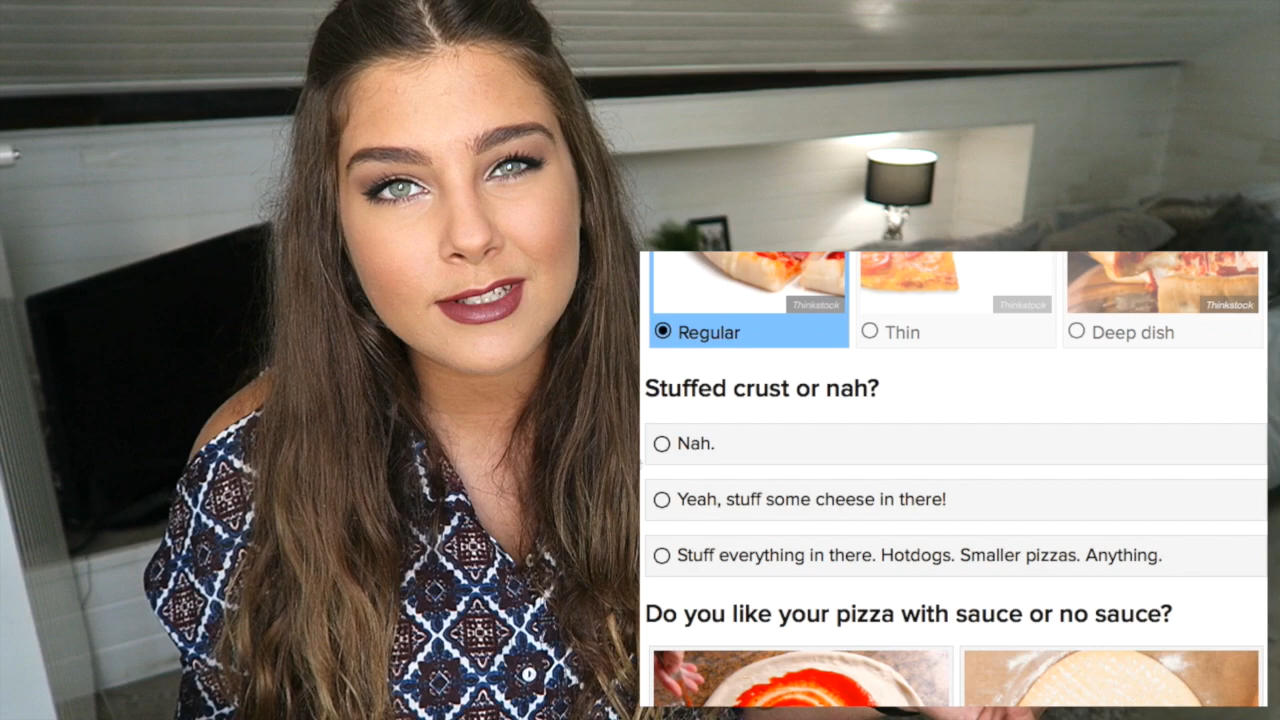 Thinkstock
Thinkstock
Thinkstock
Regular
Thin
Deep dish
Stuffed crust or nah?
Nah.
Yeah, stuff some cheese in there!
Stuff everything in there. Hotdogs. Smaller pizzas. Anything.
Do you like your pizza with sauce or no sauce?